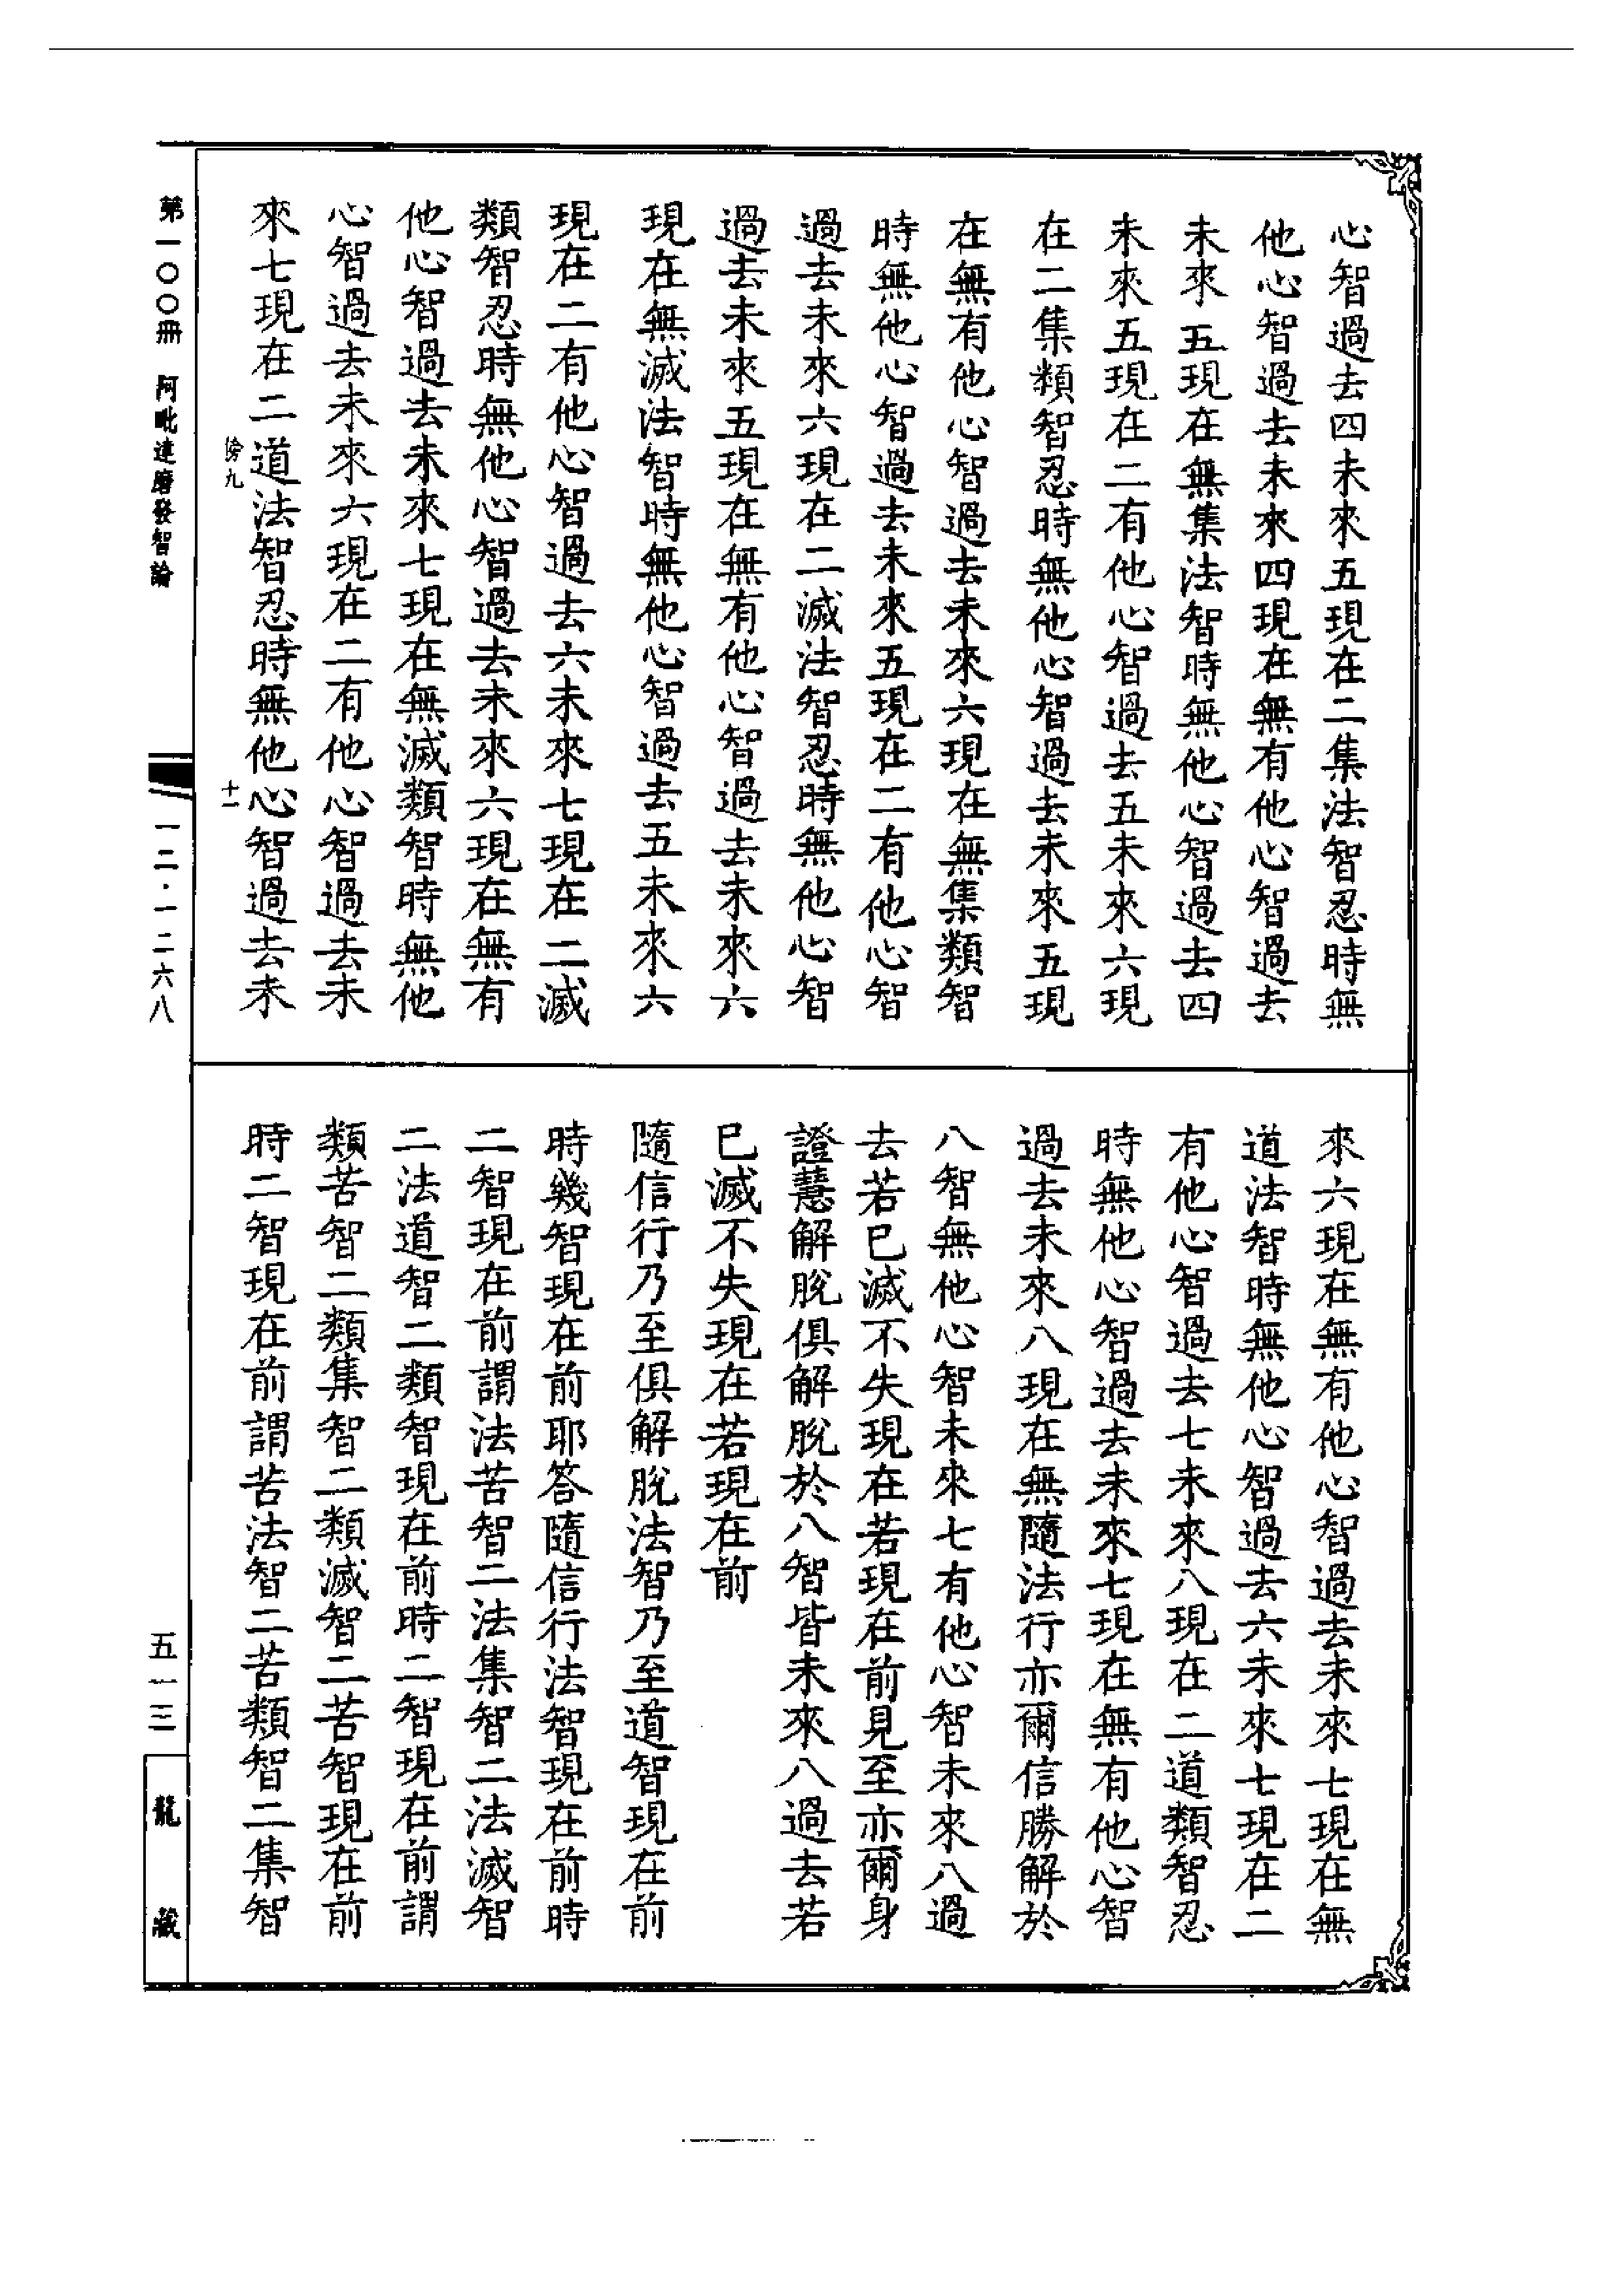 心智過去四未來五現在二集法智忍時無
他心智過去未來四現在無有他心智過去
未來五現在無集法智時無他心智過去四
未來五現在二有他心智過去五未來六現
在二集類智忍時無他心智過去未來五現
在無有他心智過去未來六現在無集類智
時無他心智過去未來五現在二有他心智
過去未來六現在二滅法智忍時無他心智
過去未來五現在無有他心智過去未來六
現在無滅法智時無他心智過去五未來六
現在二有他心智過去六未來七現在二滅
類智忍時無他心智過去未來六現在無有
他心智過去未來七現在無滅類智時無他
心智過去未來六現在二有他心智過去未
來七現在二道法智忍時無他心智過去未
傍九
十一
來六現在無有他心智過去未來七現在無
道法智時無他心智過去六未來七現在二
有他心智過去七未來八現在二道類智忍
時無他心智過去未來七現在無有他心智
過去未來八現在無隨法行亦爾信勝解於
八智無他心智未來七有他心智未來八過
去若已滅不失現在若現在前見至亦爾身
證慧解脫俱解脫於八智皆未來八過去若
已滅不失現在若現在前
隨信行乃至俱解脫法智乃至道智現在前
時幾智現在前耶答隨信行法智現在前時
二智現在前謂法苦智二法集智二法滅智
二法道智二類智現在前時二智現在前謂
類苦智二類集智二類滅智二苦智現在前
時二智現在前謂苦法智二苦類智二集智
第一〇〇冊　阿毗達磨發智論
一二·一二六八
五一三
龍藏